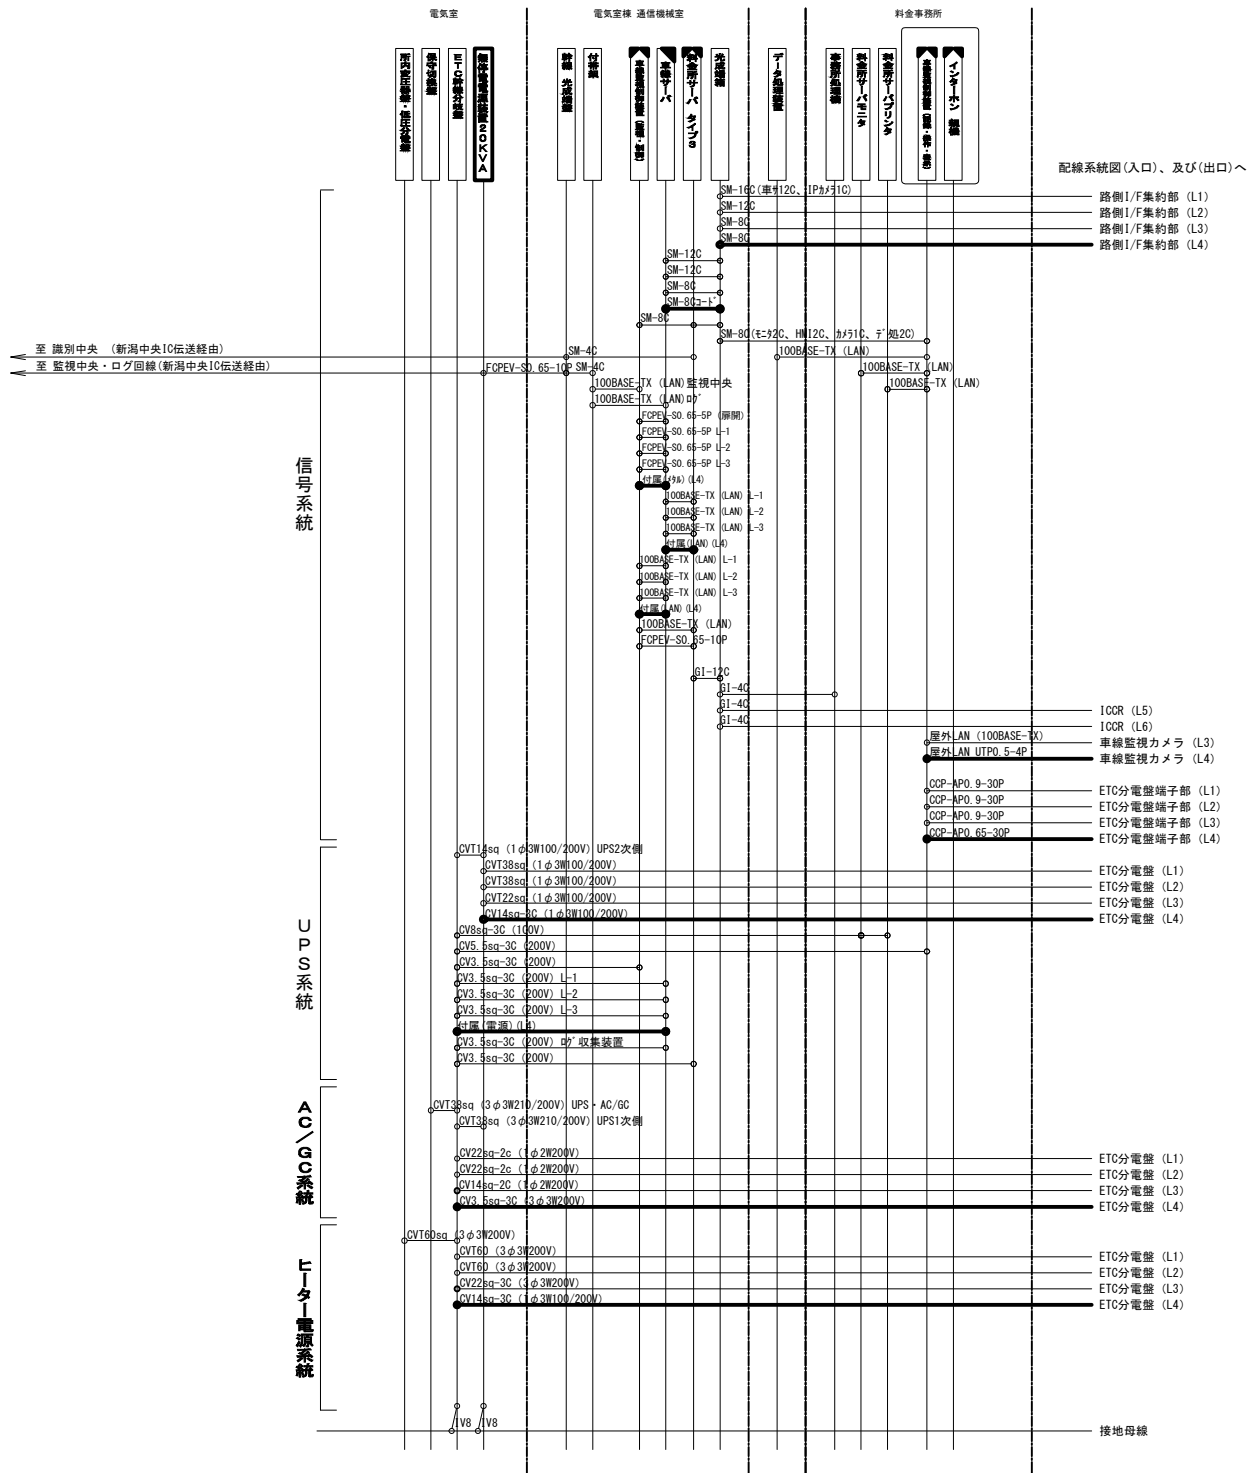 電気室
電気室棟 通信機械室
料金事務所
所内変圧器盤・低圧分電盤
保守切換盤
ETC幹線分岐盤
無停電電源装置20KVA
幹線 光成端盤
付帯架
車線サーバ
料金所サーバ タイプ3
光成端箱
データ処理装置
事務所処理機
料金所サーバモニタ
料金所サーバプリンタ
インターホン 親機
配線系統図(入口)、及び(出口)へ
SM-16C(車ｻ12C、IPｶﾒﾗ1C)
路側I/F集約部 (L1)
SM-12C
路側I/F集約部 (L2)
SM-8C
路側I/F集約部 (L3)
SM-8C
路側I/F集約部 (L4)
SM-12C
SM-12C
SM-8C
SM-8Cｺｰﾄﾞ
SM-8C
SM-8C(ﾓﾆﾀ2C、HMI2C、ｶﾒﾗ1C、ﾃﾞ処2C)
至 識別中央 (新潟中央IC伝送経由)
SM-4C
100BASE-TX (LAN)
至 監視中央・ログ回線(新潟中央IC伝送経由)
FCPEV-S0.65-10P
SM-4C
100BASE-TX (LAN)
100BASE-TX (LAN)監視中央
100BASE-TX (LAN)
100BASE-TX (LAN)ﾛｸﾞ
FCPEV-S0.65-5P (扉開)
FCPEV-S0.65-5P L-1
FCPEV-S0.65-5P L-2
FCPEV-S0.65-5P L-3
付属(ﾒﾀﾙ)(L4)
100BASE-TX (LAN) L-1
100BASE-TX (LAN) L-2
100BASE-TX (LAN) L-3
付属(LAN)(L4)
100BASE-TX (LAN) L-1
100BASE-TX (LAN) L-2
100BASE-TX (LAN) L-3
付属(LAN)(L4)
100BASE-TX (LAN)
FCPEV-S0.65-10P
信号系統
GI-12C
GI-4C
GI-4C
ICCR (L5)
GI-4C
ICCR (L6)
屋外LAN (100BASE-TX)
車線監視カメラ (L3)
屋外LAN UTP0.5-4P
車線監視カメラ (L4)
CCP-AP0.9-30P
ETC分電盤端子部 (L1)
CCP-AP0.9-30P
ETC分電盤端子部 (L2)
CCP-AP0.9-30P
ETC分電盤端子部 (L3)
CCP-AP0.65-30P
ETC分電盤端子部 (L4)
CVT14sq (1φ3W100/200V) UPS2次側
CVT38sq (1φ3W100/200V)
ETC分電盤 (L1)
CVT38sq (1φ3W100/200V)
ETC分電盤 (L2)
CVT22sq (1φ3W100/200V)
ETC分電盤 (L3)
CV14sq-3C (1φ3W100/200V)
ETC分電盤 (L4)
UPS系統
CV8sq-3C (100V)
CV5.5sq-3C (200V)
CV3.5sq-3C (200V)
CV3.5sq-3C (200V) L-1
CV3.5sq-3C (200V) L-2
CV3.5sq-3C (200V) L-3
付属(電源)(L4)
CV3.5sq-3C (200V) ﾛｸﾞ収集装置
CV3.5sq-3C (200V)
AC/GC系統
CVT38sq (3φ3W210/200V) UPS・AC/GC
CVT38sq (3φ3W210/200V) UPS1次側
CV22sq-2c (1φ2W200V)
ETC分電盤 (L1)
CV22sq-2c (1φ2W200V)
ETC分電盤 (L2)
CV14sq-2C (1φ2W200V)
ETC分電盤 (L3)
CV3.5sq-3C (3φ3W200V)
ETC分電盤 (L4)
ヒーター電源系統
CVT60sq (3φ3W200V)
CVT60 (3φ3W200V)
ETC分電盤 (L1)
CVT60 (3φ3W200V)
ETC分電盤 (L2)
CV22sq-3C (3φ3W200V)
ETC分電盤 (L3)
CV14sq-3C (1φ3W100/200V)
ETC分電盤 (L4)
IV8
IV8
接地母線